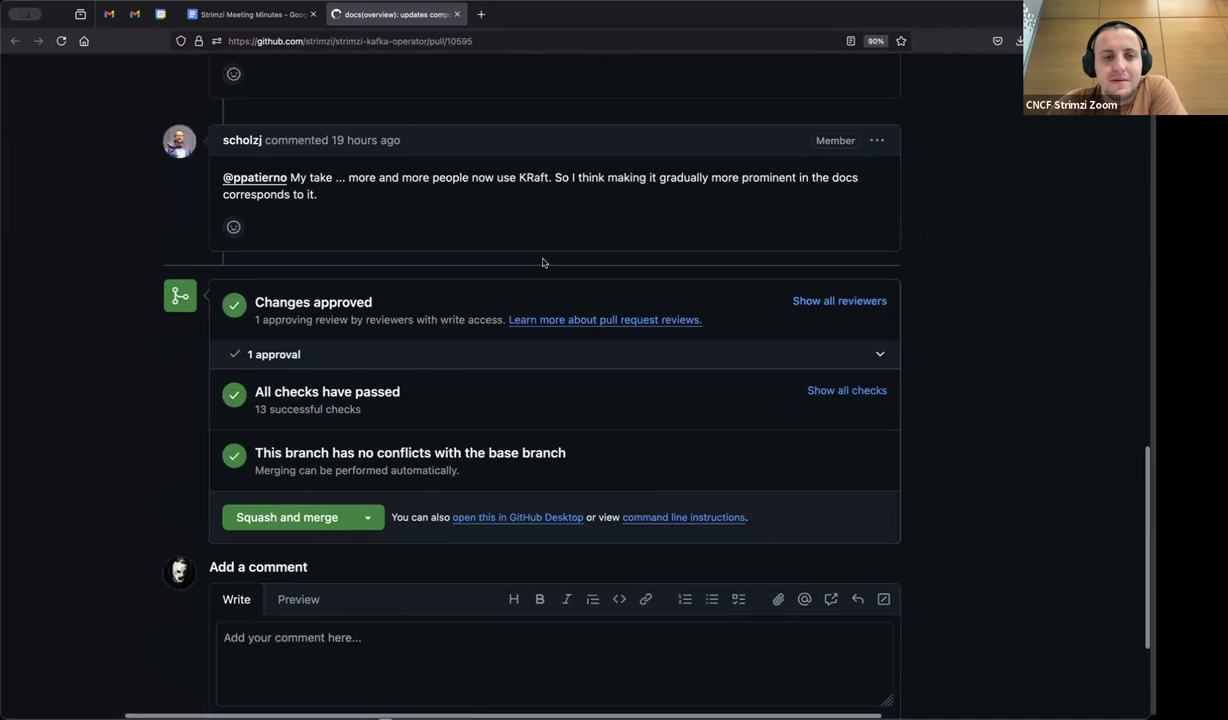 Strimzi Meeting Minutes - Goo
docs(overview): updates comp
https://github.com/strimzi/strimzi-kafka-operator/pull/10595
90%
CNCF Strimzi Zoom
scholzj commented 19 hours ago
Member
@ppatierno My take ... more and more people now use KRaft. So I think making it gradually more prominent in the docs
corresponds to it.
Changes approved
Show all reviewers
1 approving review by reviewers with write access. Learn more about pull request reviews.
1 approval
All checks have passed
Show all checks
13 successful checks
This branch has no conflicts with the base branch
Merging can be performed automatically.
Squash and merge
You can also open this in GitHub Desktop or view command line instructions.
Add a comment
Write
Preview
Add your comment here...